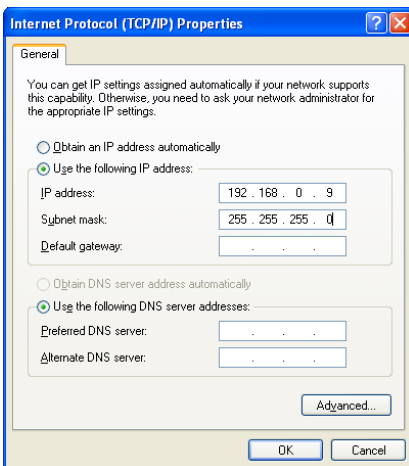 Internet Protocol (TCP/IP) Properties
General
You can get IP settings assigned automatically if your network supports
this capability. Otherwise, you need to ask your network administrator for
the appropriate IP settings.
Obtain an IP address automatically
Use the following IP address:
IP address: 192 . 168 . 0 . 9
Subnet mask: 255 . 255 . 255 . 0
Default gateway: . . .
Obtain DNS server address automatically
Use the following DNS server addresses:
Preferred DNS server: . . .
Alternate DNS server: . . .
Advanced...
OK Cancel